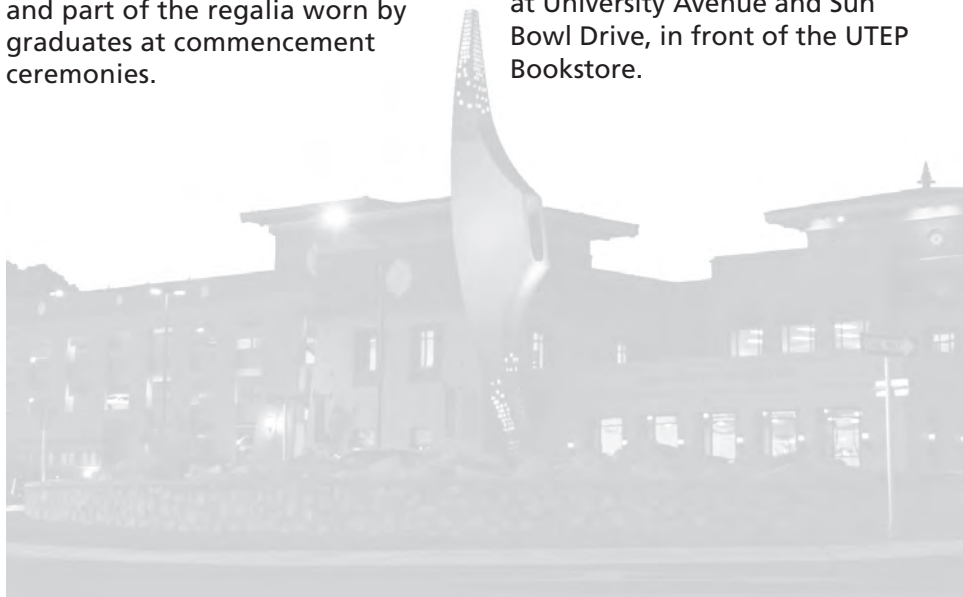 and part of the regalia worn by
graduates at commencement
ceremonies.
at University Avenue and Sun
Bowl Drive, in front of the UTEP
Bookstore.